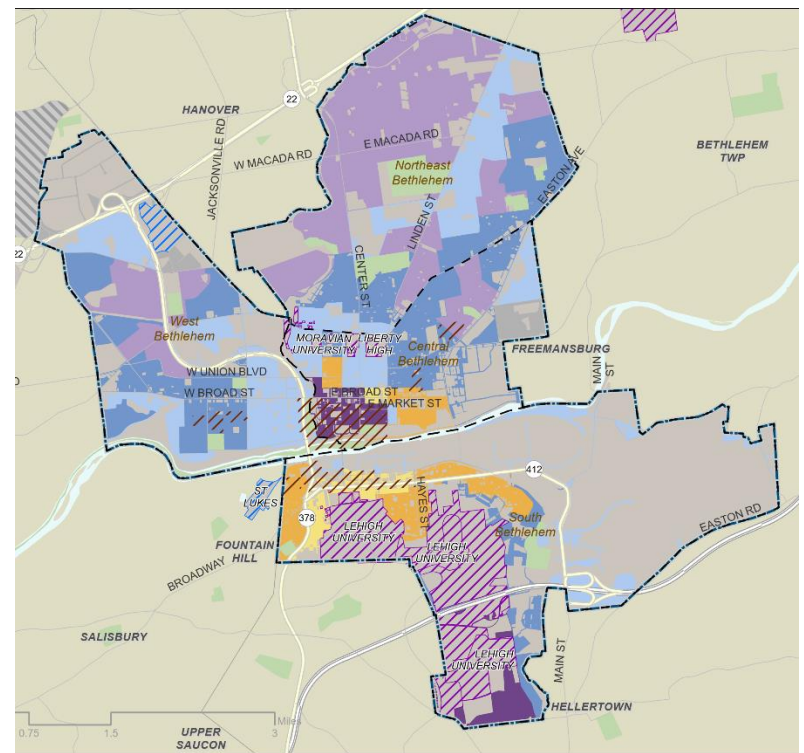 22
HANOVER
JACKSONVILLE RD
W MACADA RD
E MACADA RD
Northeast
Bethlehem
BETHLEHEM
TWP
EASTON AVE
LINDEN ST
CENTER ST
22
West
Bethlehem
MORAVIAN
UNIVERSITY
LIBERTY
HIGH
Central
Bethlehem
FREEMANSBURG
MAIN
ST
W UNION BLVD
W BROAD ST
E BROAD ST
E MARKET ST
412
ST
LUKES
HAYES ST
378
LEHIGH
UNIVERSITY
LEHIGH
UNIVERSITY
South
Bethlehem
EASTON RD
FOUNTAIN
HILL
BROADWAY
SALISBURY
LEHIGH
UNIVERSITY
MAIN ST
HELLERTOWN
Miles
0.75
1.5
3
UPPER
SAUCON